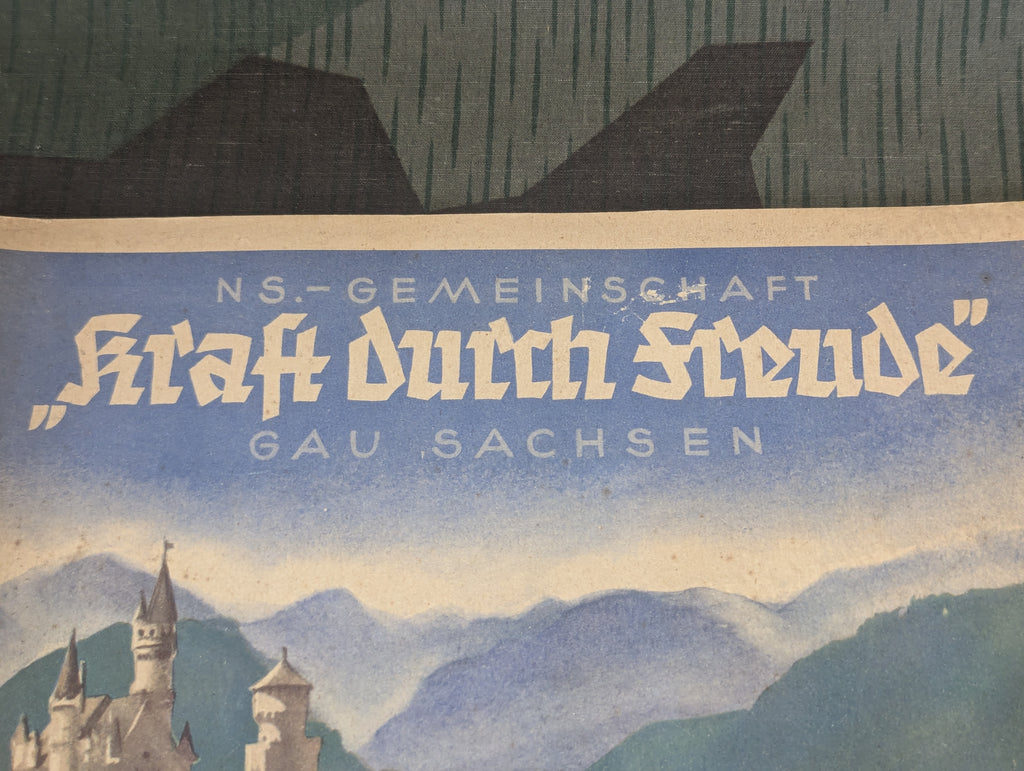 NS.-GEMEINSCHAFT
„Kraft durch Freude”
GAU SACHSEN